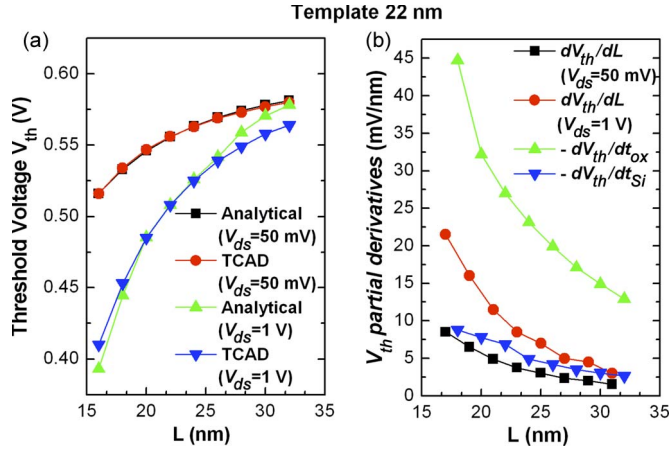 Template 22 nm
(a)
Threshold Voltage V_th (V)
0.60
0.55
0.50
0.45
0.40
Analytical
(V_ds=50 mV)
TCAD
(V_ds=50 mV)
Analytical
(V_ds=1 V)
TCAD
(V_ds=1 V)
15 20 25 30 35
L (nm)
(b)
V_th partial derivatives (mV/nm)
45
40
35
30
25
20
15
10
5
0
dV_th/dL
(V_ds=50 mV)
dV_th/dL
(V_ds=1 V)
- dV_th/dt_ox
- dV_th/dt_Si
15 20 25 30 35
L (nm)